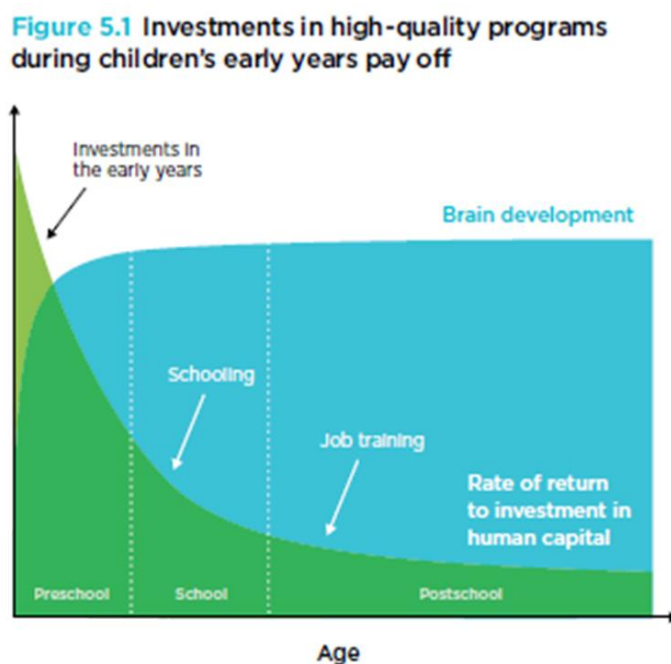 Figure 5.1 Investments in high-quality programs
during children's early years pay off
Investments in
the early years
Brain development
Schooling
Job training
Rate of return
to investment in
human capital
Preschool
School
Postschool
Age